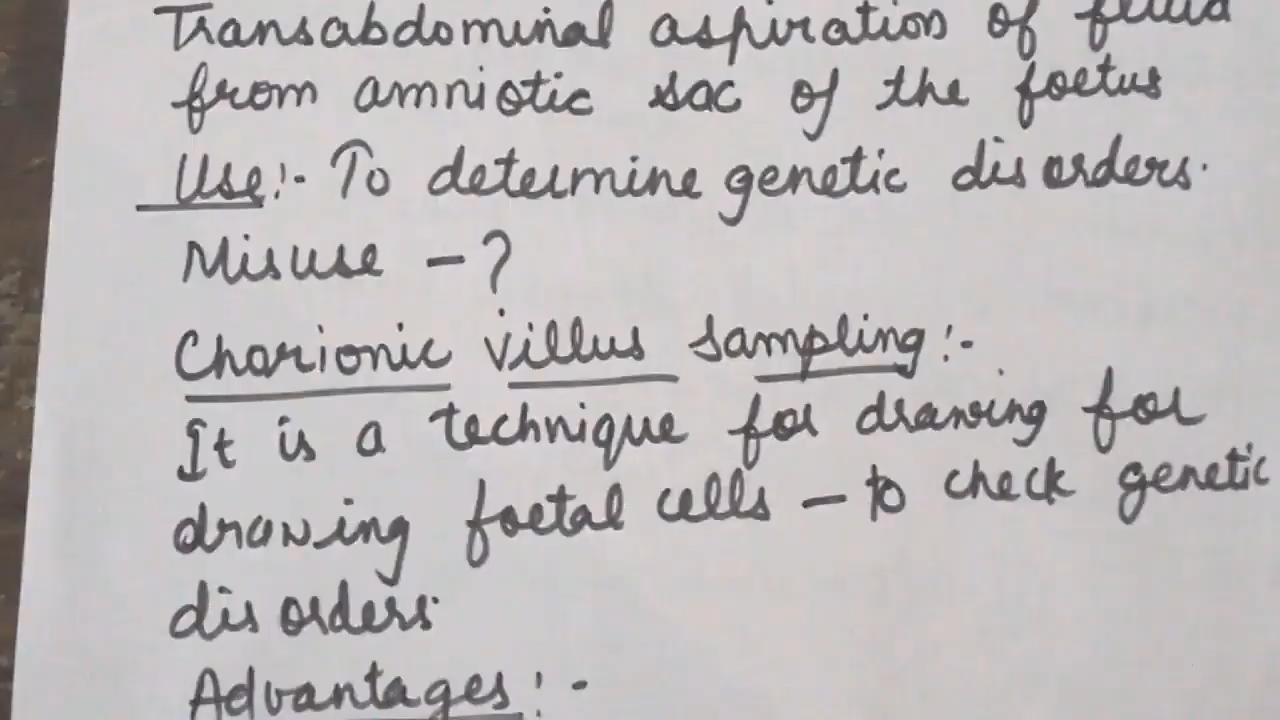 Transabdominal aspiration of fluid
from amniotic sac of the foetus
Use:- To determine genetic disorders.
Misuse - ?
Chorionic villus sampling:-
It is a technique for drawing for
drawing foetal cells - to check genetic
disorders.
Advantages:-